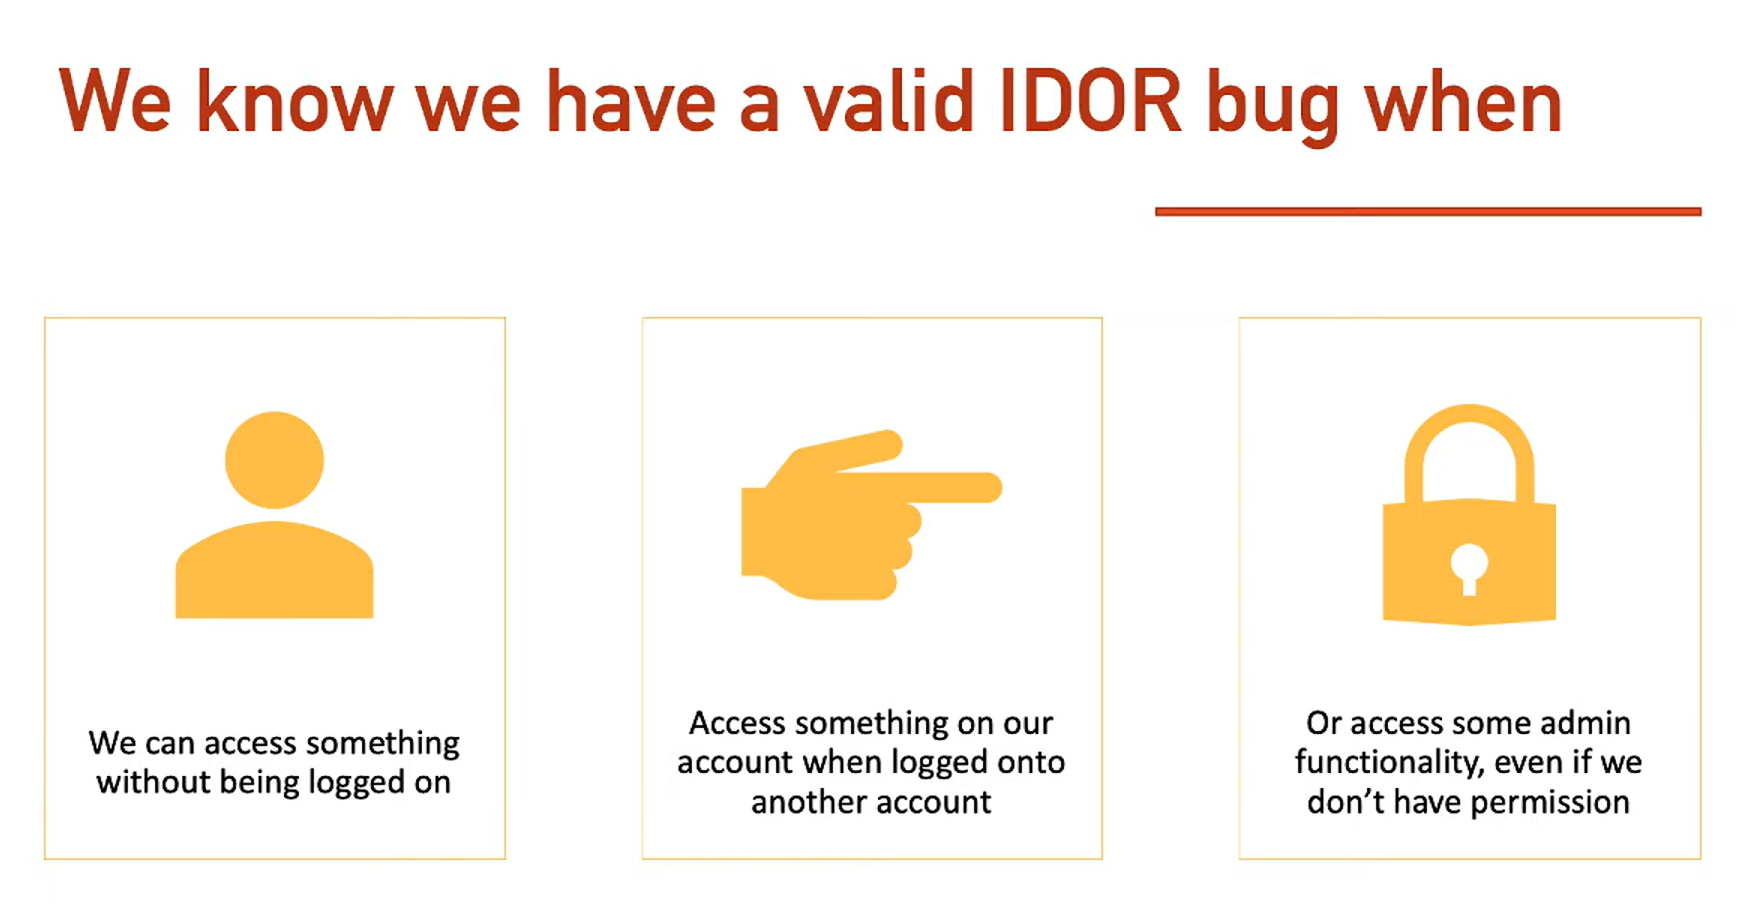 We know we have a valid IDOR bug when
We can access something
without being logged on
Access something on our
account when logged onto
another account
Or access some admin
functionality, even if we
don’t have permission